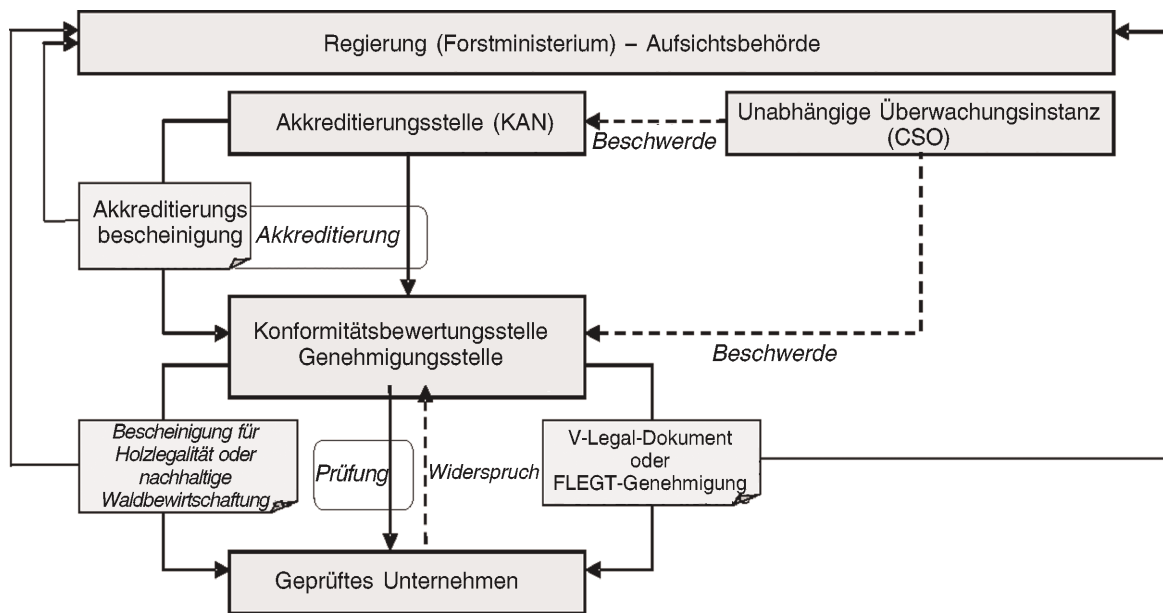 Regierung (Forstministerium) – Aufsichtsbehörde
Akkreditierungsstelle (KAN)
Beschwerde
Unabhängige Überwachungsinstanz
(CSO)
Akkreditierungs
bescheinigung
Akkreditierung
Konformitätsbewertungsstelle
Genehmigungsstelle
Beschwerde
Bescheinigung für
Holzlegalität oder
nachhaltige
Waldbewirtschaftung
Prüfung
Widerspruch
V-Legal-Dokument
oder
FLEGT-Genehmigung
Geprüftes Unternehmen